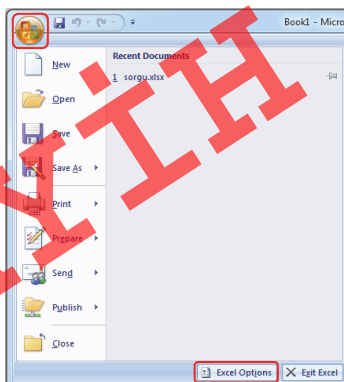 Book1 - Micro
Recent Documents
1 sorgu.xlsx
New
Open
Save
Save As
Print
Prepare
Send
Publish
Close
Excel Options
Exit Excel